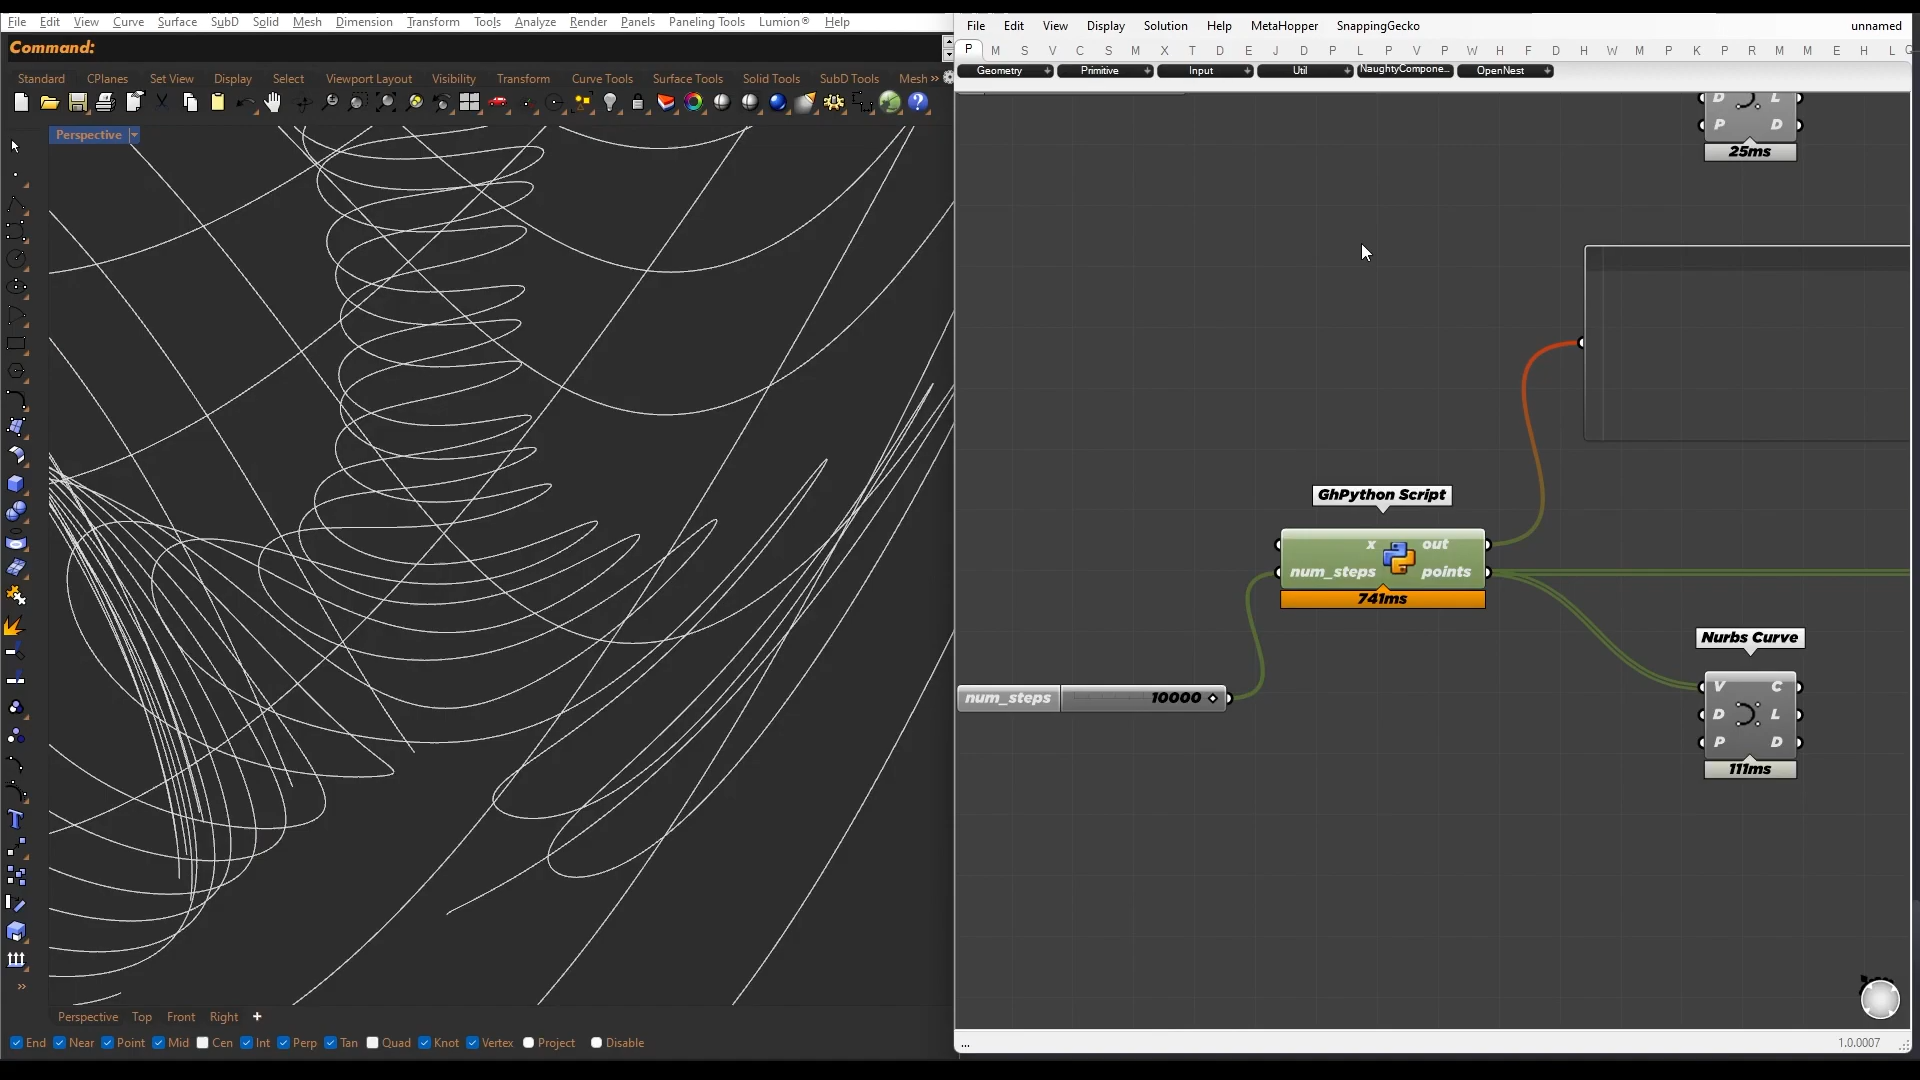 File Edit View Curve Surface SubD Solid Mesh Dimension Transform Tools Analyze Render Panels Paneling Tools Lumion® Help
Command:
Standard CPlanes Set View Display Select Viewport Layout Visibility Transform Curve Tools Surface Tools Solid Tools SubD Tools Mesh »
Perspective
Perspective Top Front Right
End Near Point Mid Cen Int Perp Tan Quad Knot Vertex Project Disable
File Edit View Display Solution Help MetaHopper SnappingGecko unnamed
P M S V C S M X T D E J D P L P V P W H F D H W M P K V P R M M E H L
Geometry Primitive Input Util NaughtyCompone... OpenNest
D L
P D
25ms
GhPython Script
x out
num_steps points
741ms
num_steps 10000
Nurbs Curve
V C
D L
P D
111ms
... 1.0.0007